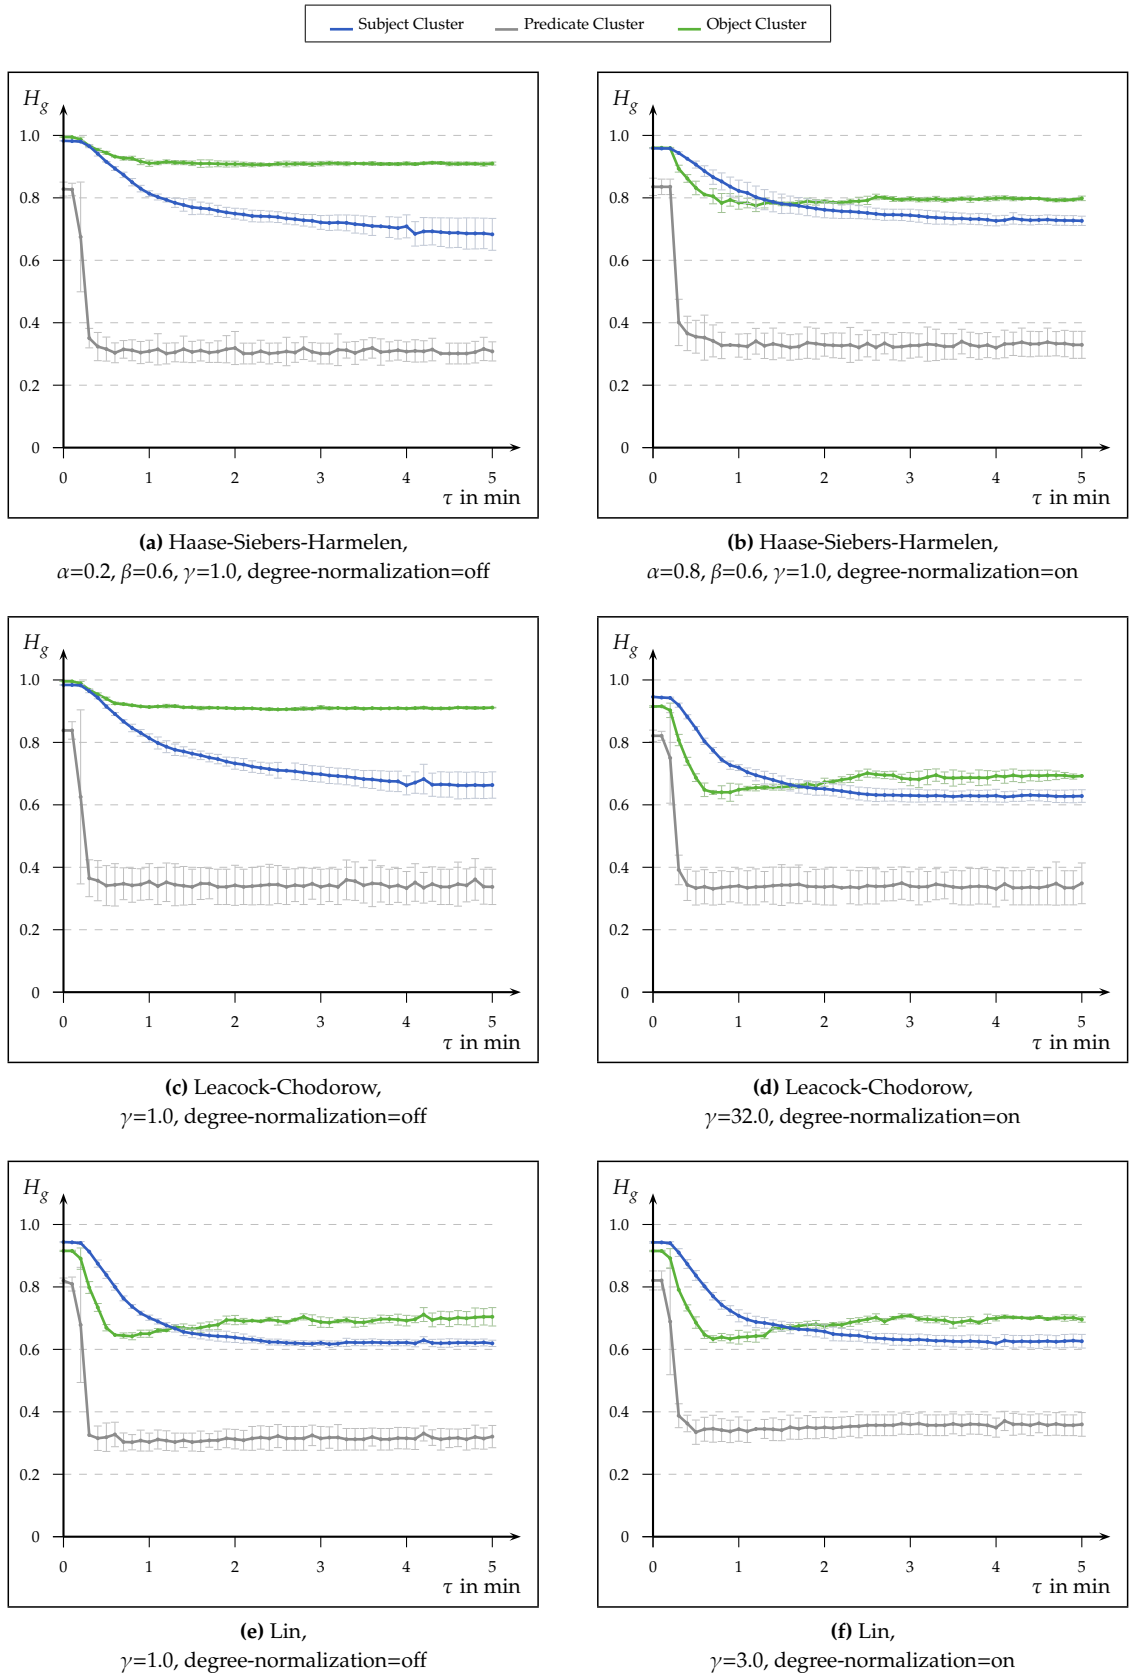 Subject Cluster Predicate Cluster Object Cluster
H_g
1.0
0.8
0.6
0.4
0.2
0
0 1 2 3 4 5
τ in min
(a) Haase-Siebers-Harmelen,
α=0.2, β=0.6, γ=1.0, degree-normalization=off
H_g
1.0
0.8
0.6
0.4
0.2
0
0 1 2 3 4 5
τ in min
(b) Haase-Siebers-Harmelen,
α=0.8, β=0.6, γ=1.0, degree-normalization=on
H_g
1.0
0.8
0.6
0.4
0.2
0
0 1 2 3 4 5
τ in min
(c) Leacock-Chodorow,
γ=1.0, degree-normalization=off
H_g
1.0
0.8
0.6
0.4
0.2
0
0 1 2 3 4 5
τ in min
(d) Leacock-Chodorow,
γ=32.0, degree-normalization=on
H_g
1.0
0.8
0.6
0.4
0.2
0
0 1 2 3 4 5
τ in min
(e) Lin,
γ=1.0, degree-normalization=off
H_g
1.0
0.8
0.6
0.4
0.2
0
0 1 2 3 4 5
τ in min
(f) Lin,
γ=3.0, degree-normalization=on